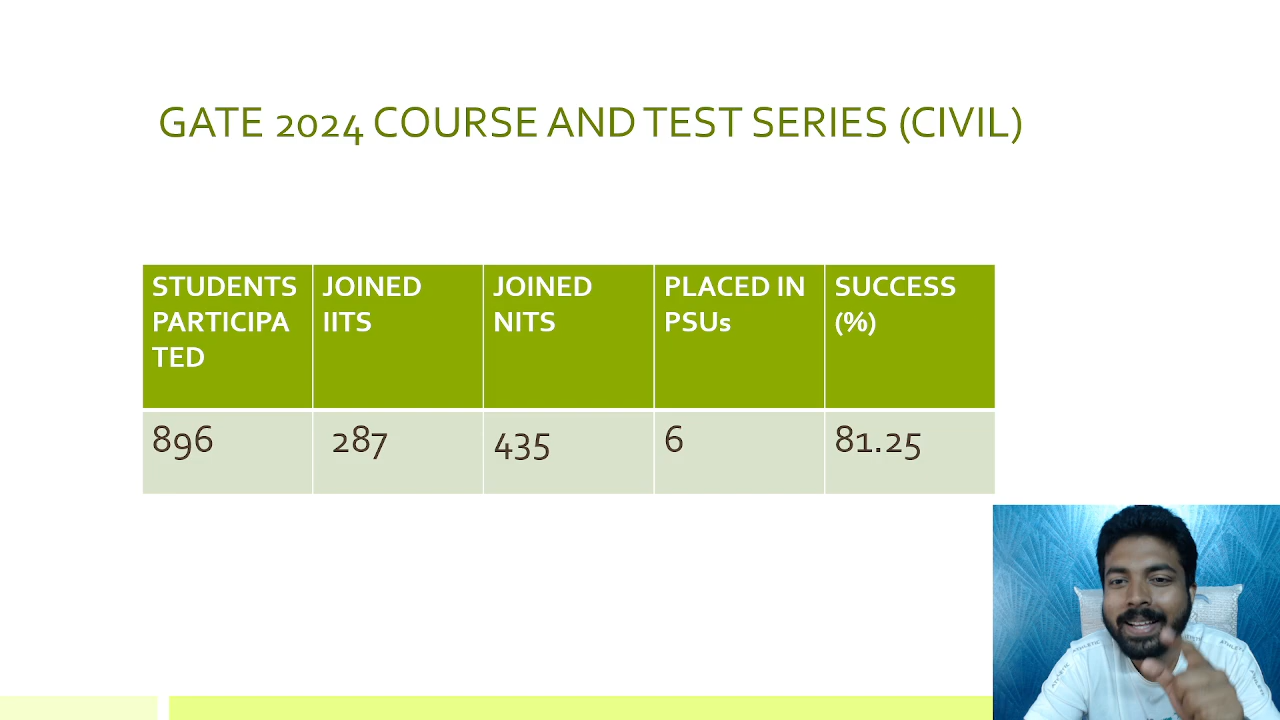 GATE 2024 COURSE AND TEST SERIES (CIVIL)
STUDENTS
PARTICIPA
TED
JOINED
IITS
JOINED
NITS
PLACED IN
PSUs
SUCCESS
(%)
896
287
435
6
81.25